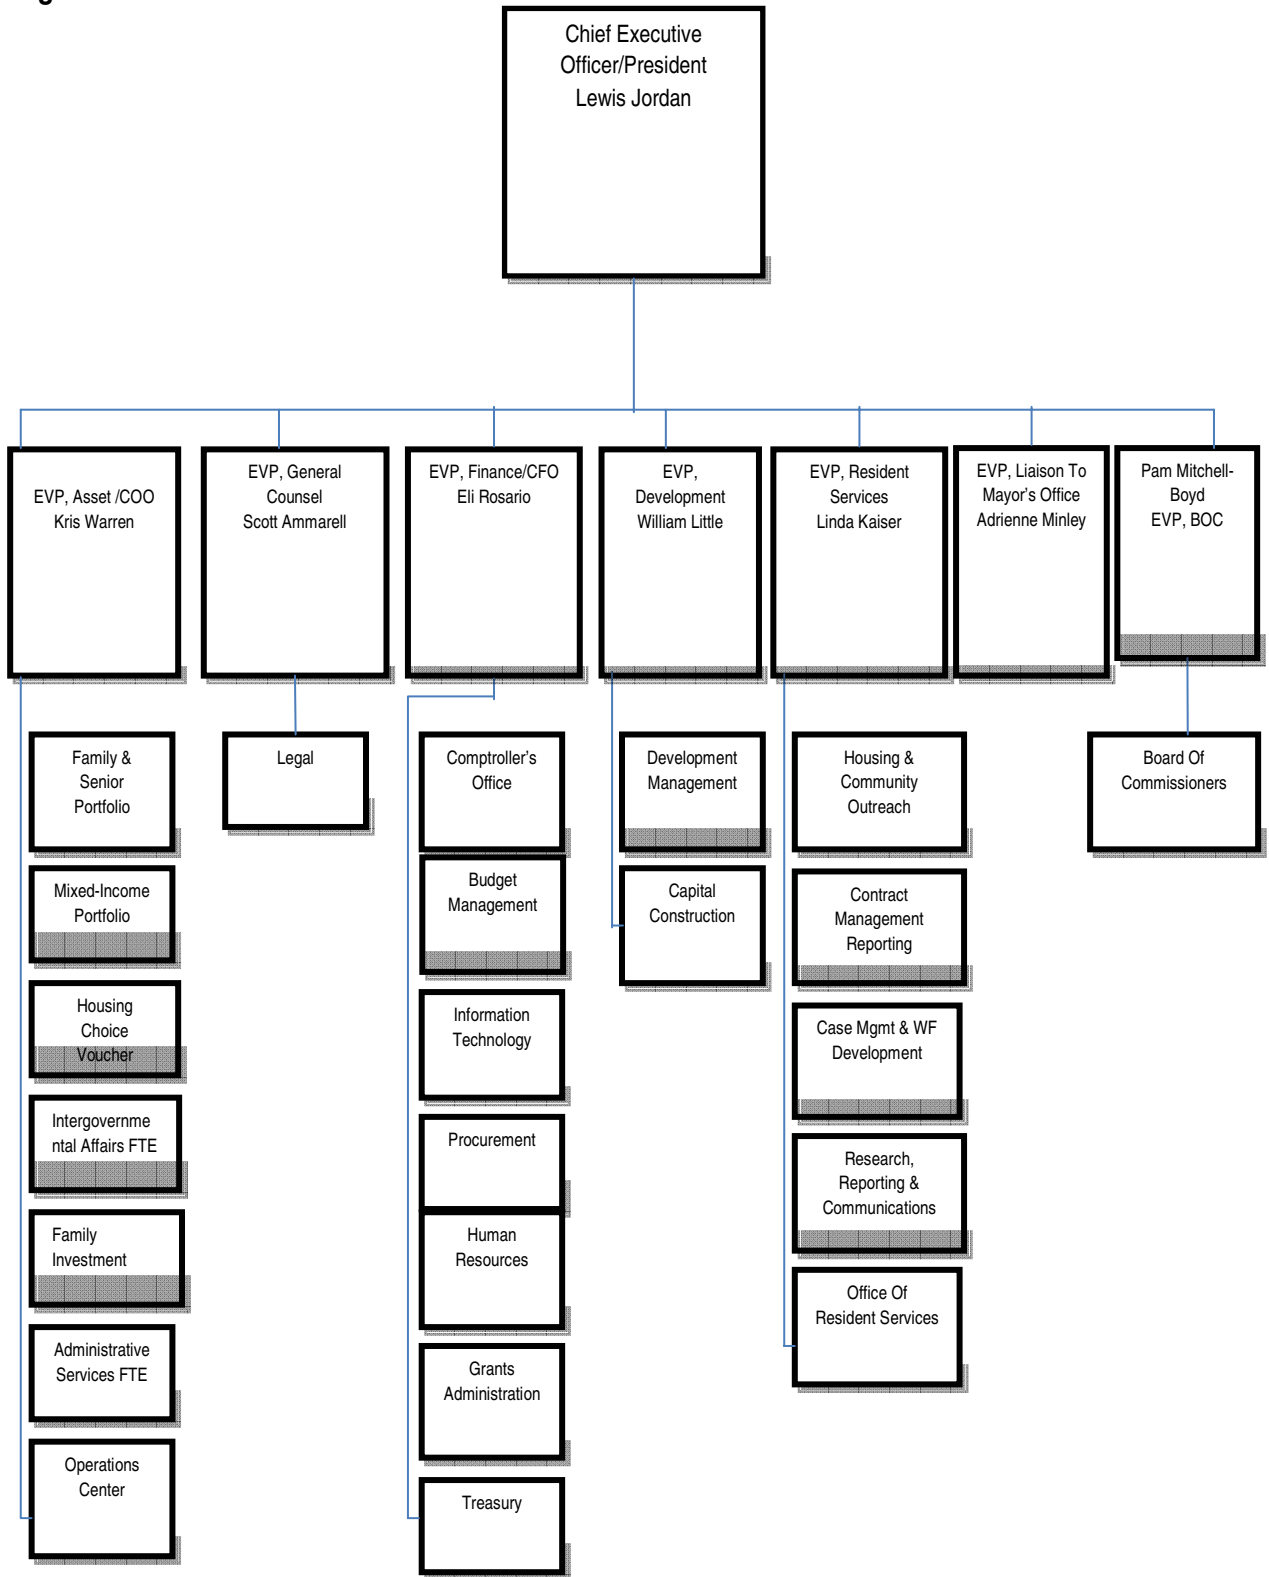 Chief Executive
Officer/President
Lewis Jordan
EVP, Asset /COO
Kris Warren
EVP, General
Counsel
Scott Ammarell
EVP, Finance/CFO
Eli Rosario
EVP,
Development
William Little
EVP, Resident
Services
Linda Kaiser
EVP, Liaison To
Mayor's Office
Adrienne Minley
Pam Mitchell-
Boyd
EVP, BOC
Family &
Senior
Portfolio
Mixed-Income
Portfolio
Housing
Choice
Voucher
Intergovernme
ntal Affairs FTE
Family
Investment
Administrative
Services FTE
Operations
Center
Legal
Comptroller's
Office
Budget
Management
Information
Technology
Procurement
Human
Resources
Grants
Administration
Treasury
Development
Management
Capital
Construction
Housing &
Community
Outreach
Contract
Management
Reporting
Case Mgmt & WF
Development
Research,
Reporting &
Communications
Office Of
Resident Services
Board Of
Commissioners